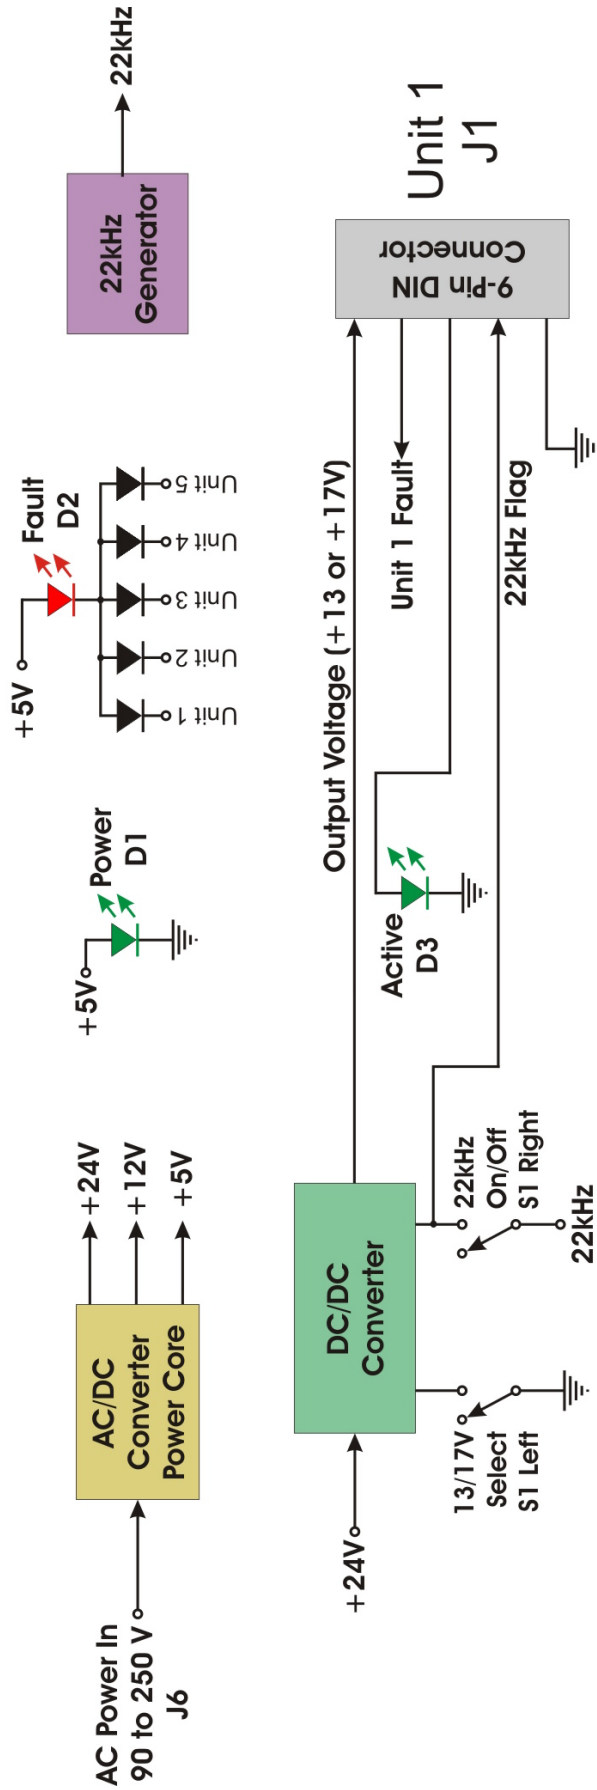 AC Power In
90 to 250 V
J6
AC/DC
Converter
Power Core
+24V
+12V
+5V
+5V
Power
D1
+5V
Fault
D2
Unit 1
Unit 2
Unit 3
Unit 4
Unit 5
22kHz
Generator
22kHz
+24V
DC/DC
Converter
13/17V
Select
S1 Left
22kHz
On/Off
S1 Right
22kHz
Output Voltage (+13 or +17V)
Active
D3
Unit 1 Fault
22kHz Flag
9-Pin DIN
Connector
Unit 1
J1